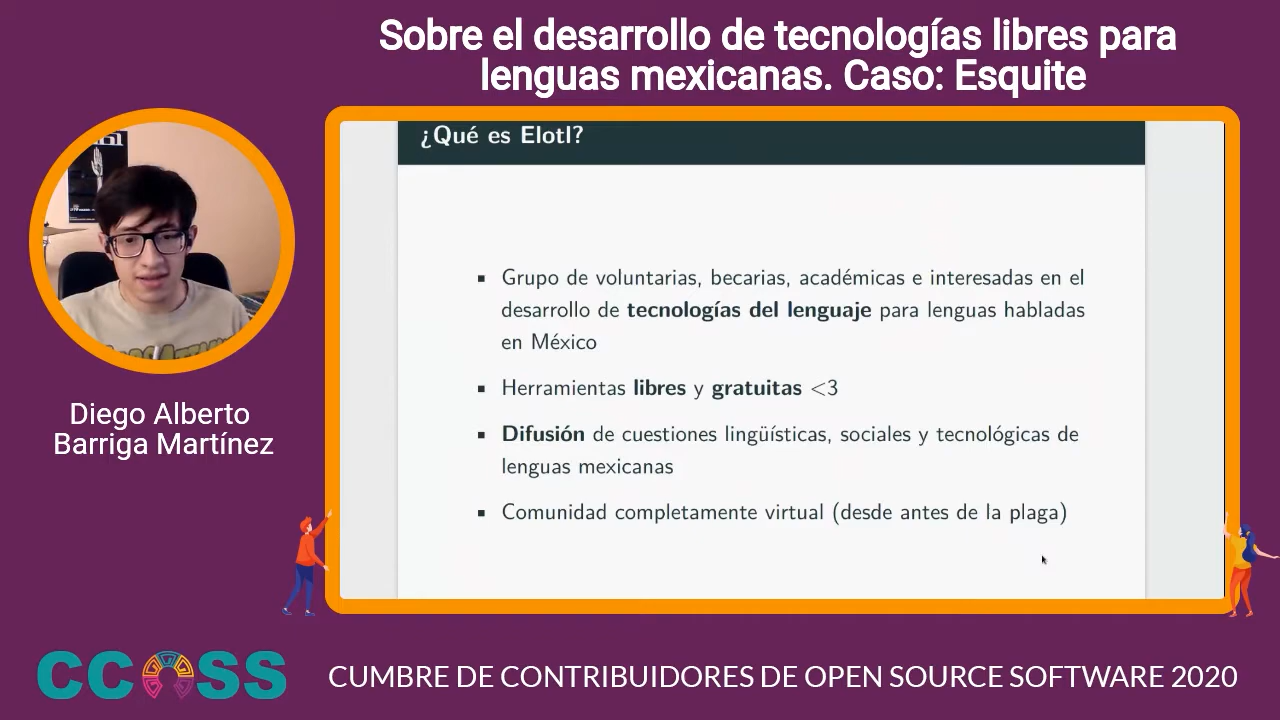 Sobre el desarrollo de tecnologías libres para
lenguas mexicanas. Caso: Esquite
¿Qué es Elotl?
▪ Grupo de voluntarias, becarias, académicas e interesadas en el
desarrollo de tecnologías del lenguaje para lenguas habladas
en México
▪ Herramientas libres y gratuitas <3
▪ Difusión de cuestiones lingüísticas, sociales y tecnológicas de
lenguas mexicanas
▪ Comunidad completamente virtual (desde antes de la plaga)
Diego Alberto
Barriga Martínez
CCOSS
CUMBRE DE CONTRIBUIDORES DE OPEN SOURCE SOFTWARE 2020